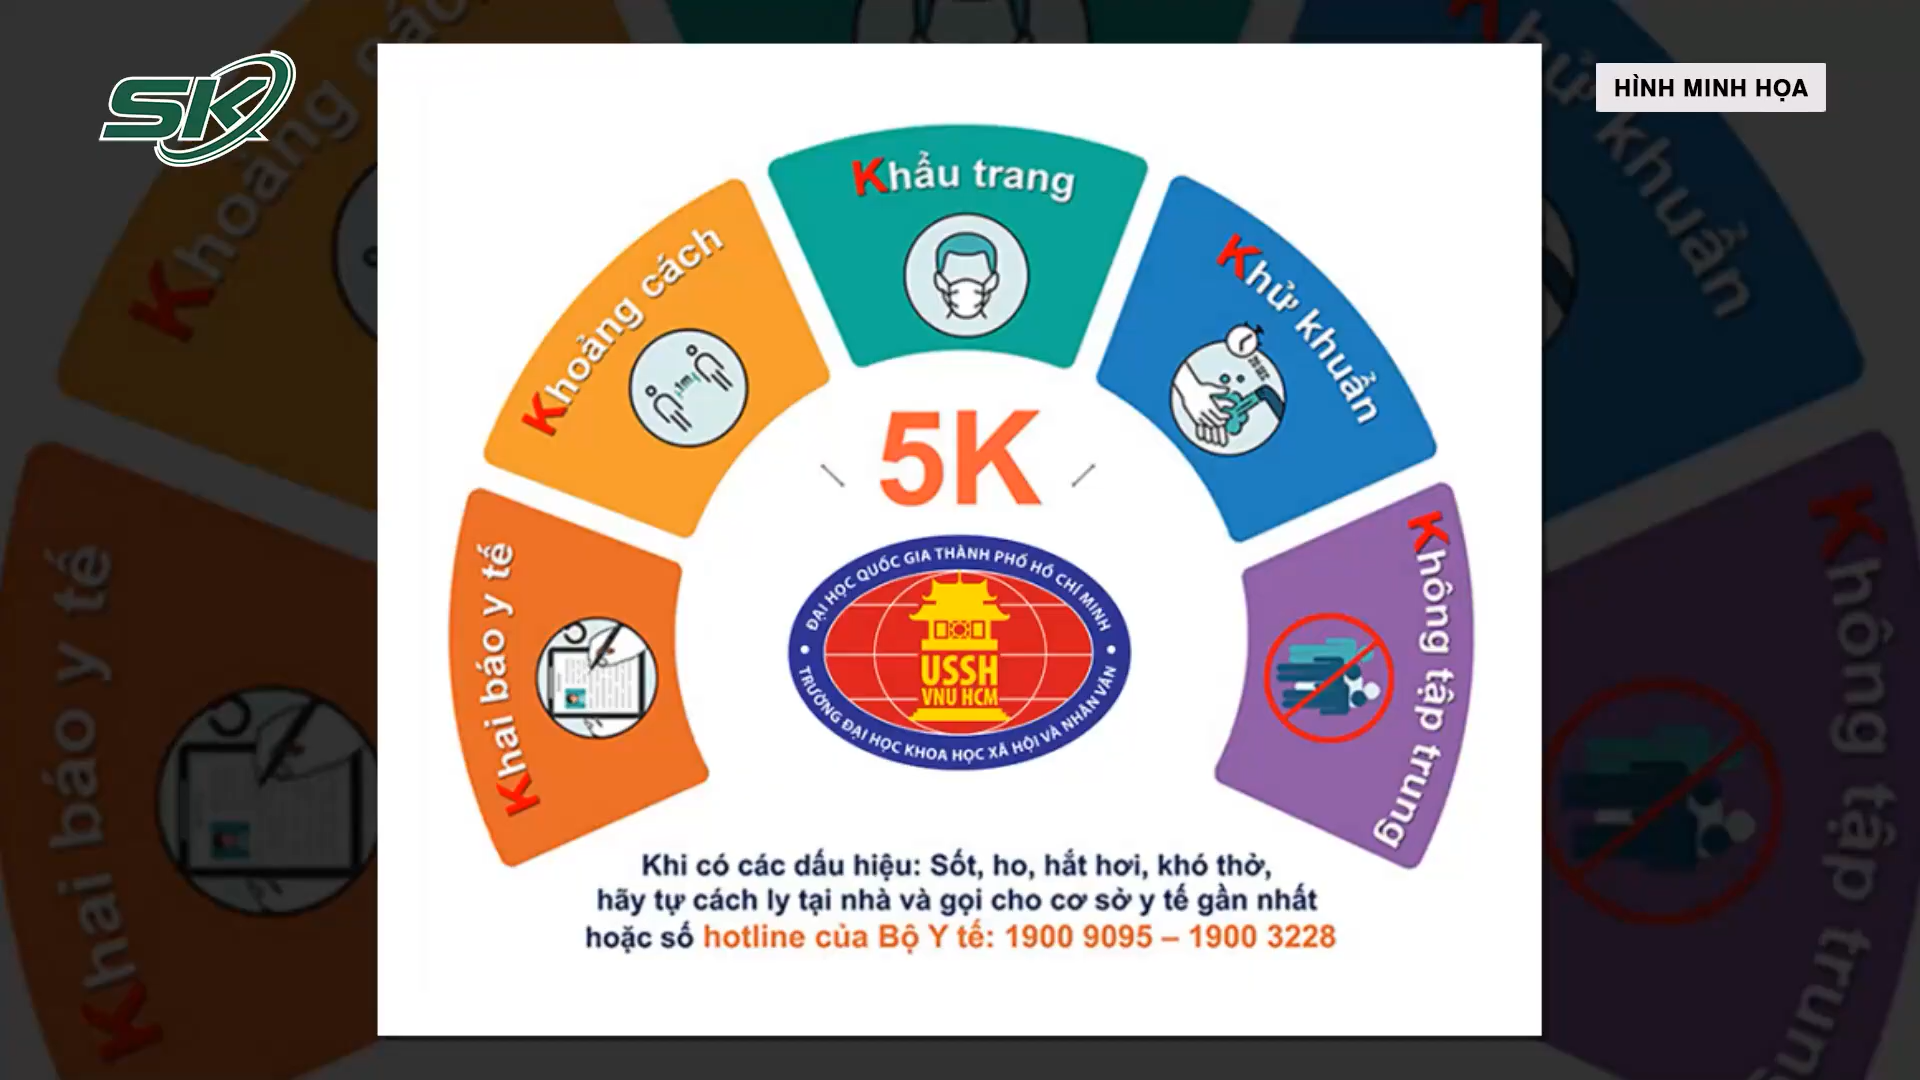 SK
HÌNH MINH HỌA
Khai báo y tế
Khoảng cách
1m
Khẩu trang
Khử khuẩn
Không tập trung
5K
ĐẠI HỌC QUỐC GIA THÀNH PHỐ HỒ CHÍ MINH
USSH
VNU HCM
TRƯỜNG ĐẠI HỌC KHOA HỌC XÃ HỘI VÀ NHÂN VĂN
Khi có các dấu hiệu: Sốt, ho, hắt hơi, khó thở,
hãy tự cách ly tại nhà và gọi cho cơ sở y tế gần nhất
hoặc số hotline của Bộ Y tế: 1900 9095 – 1900 3228